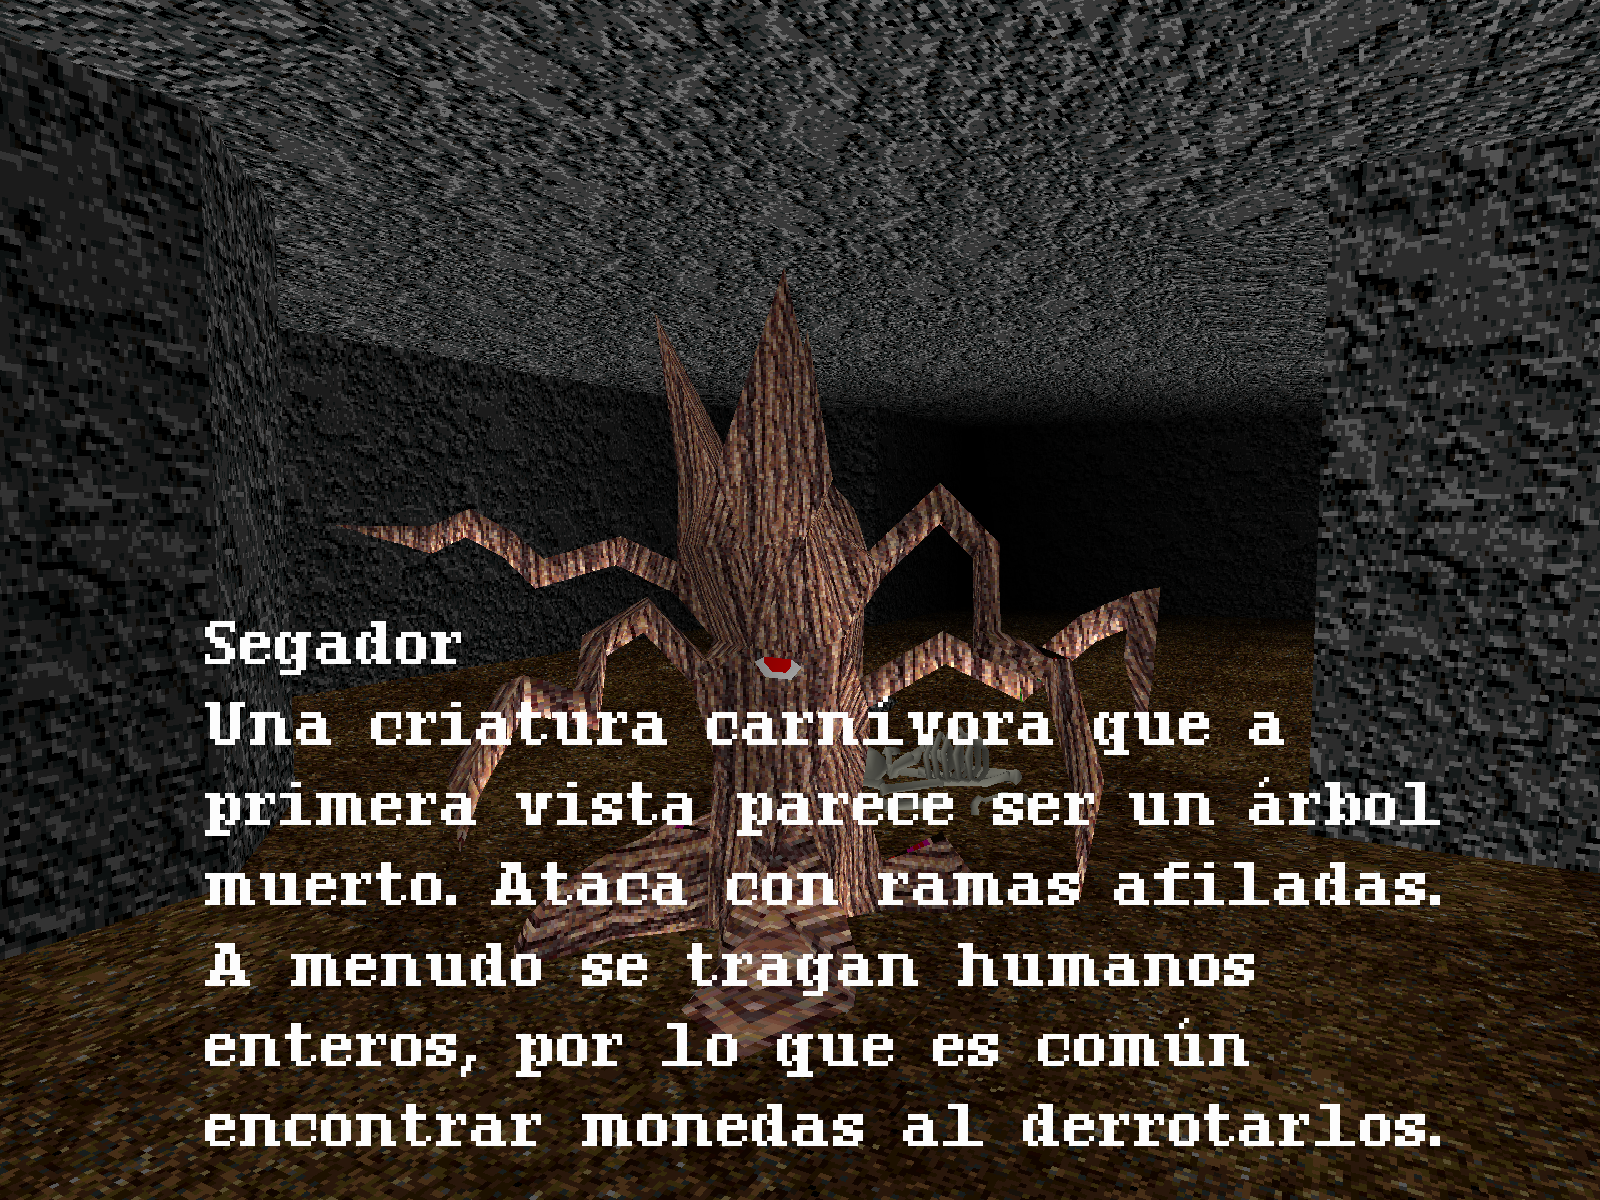 Segador
Una criatura carnívora que a
primera vista parece ser un árbol
muerto. Ataca con ramas afiladas.
A menudo se tragan humanos
enteros, por lo que es común
encontrar monedas al derrotarlos.